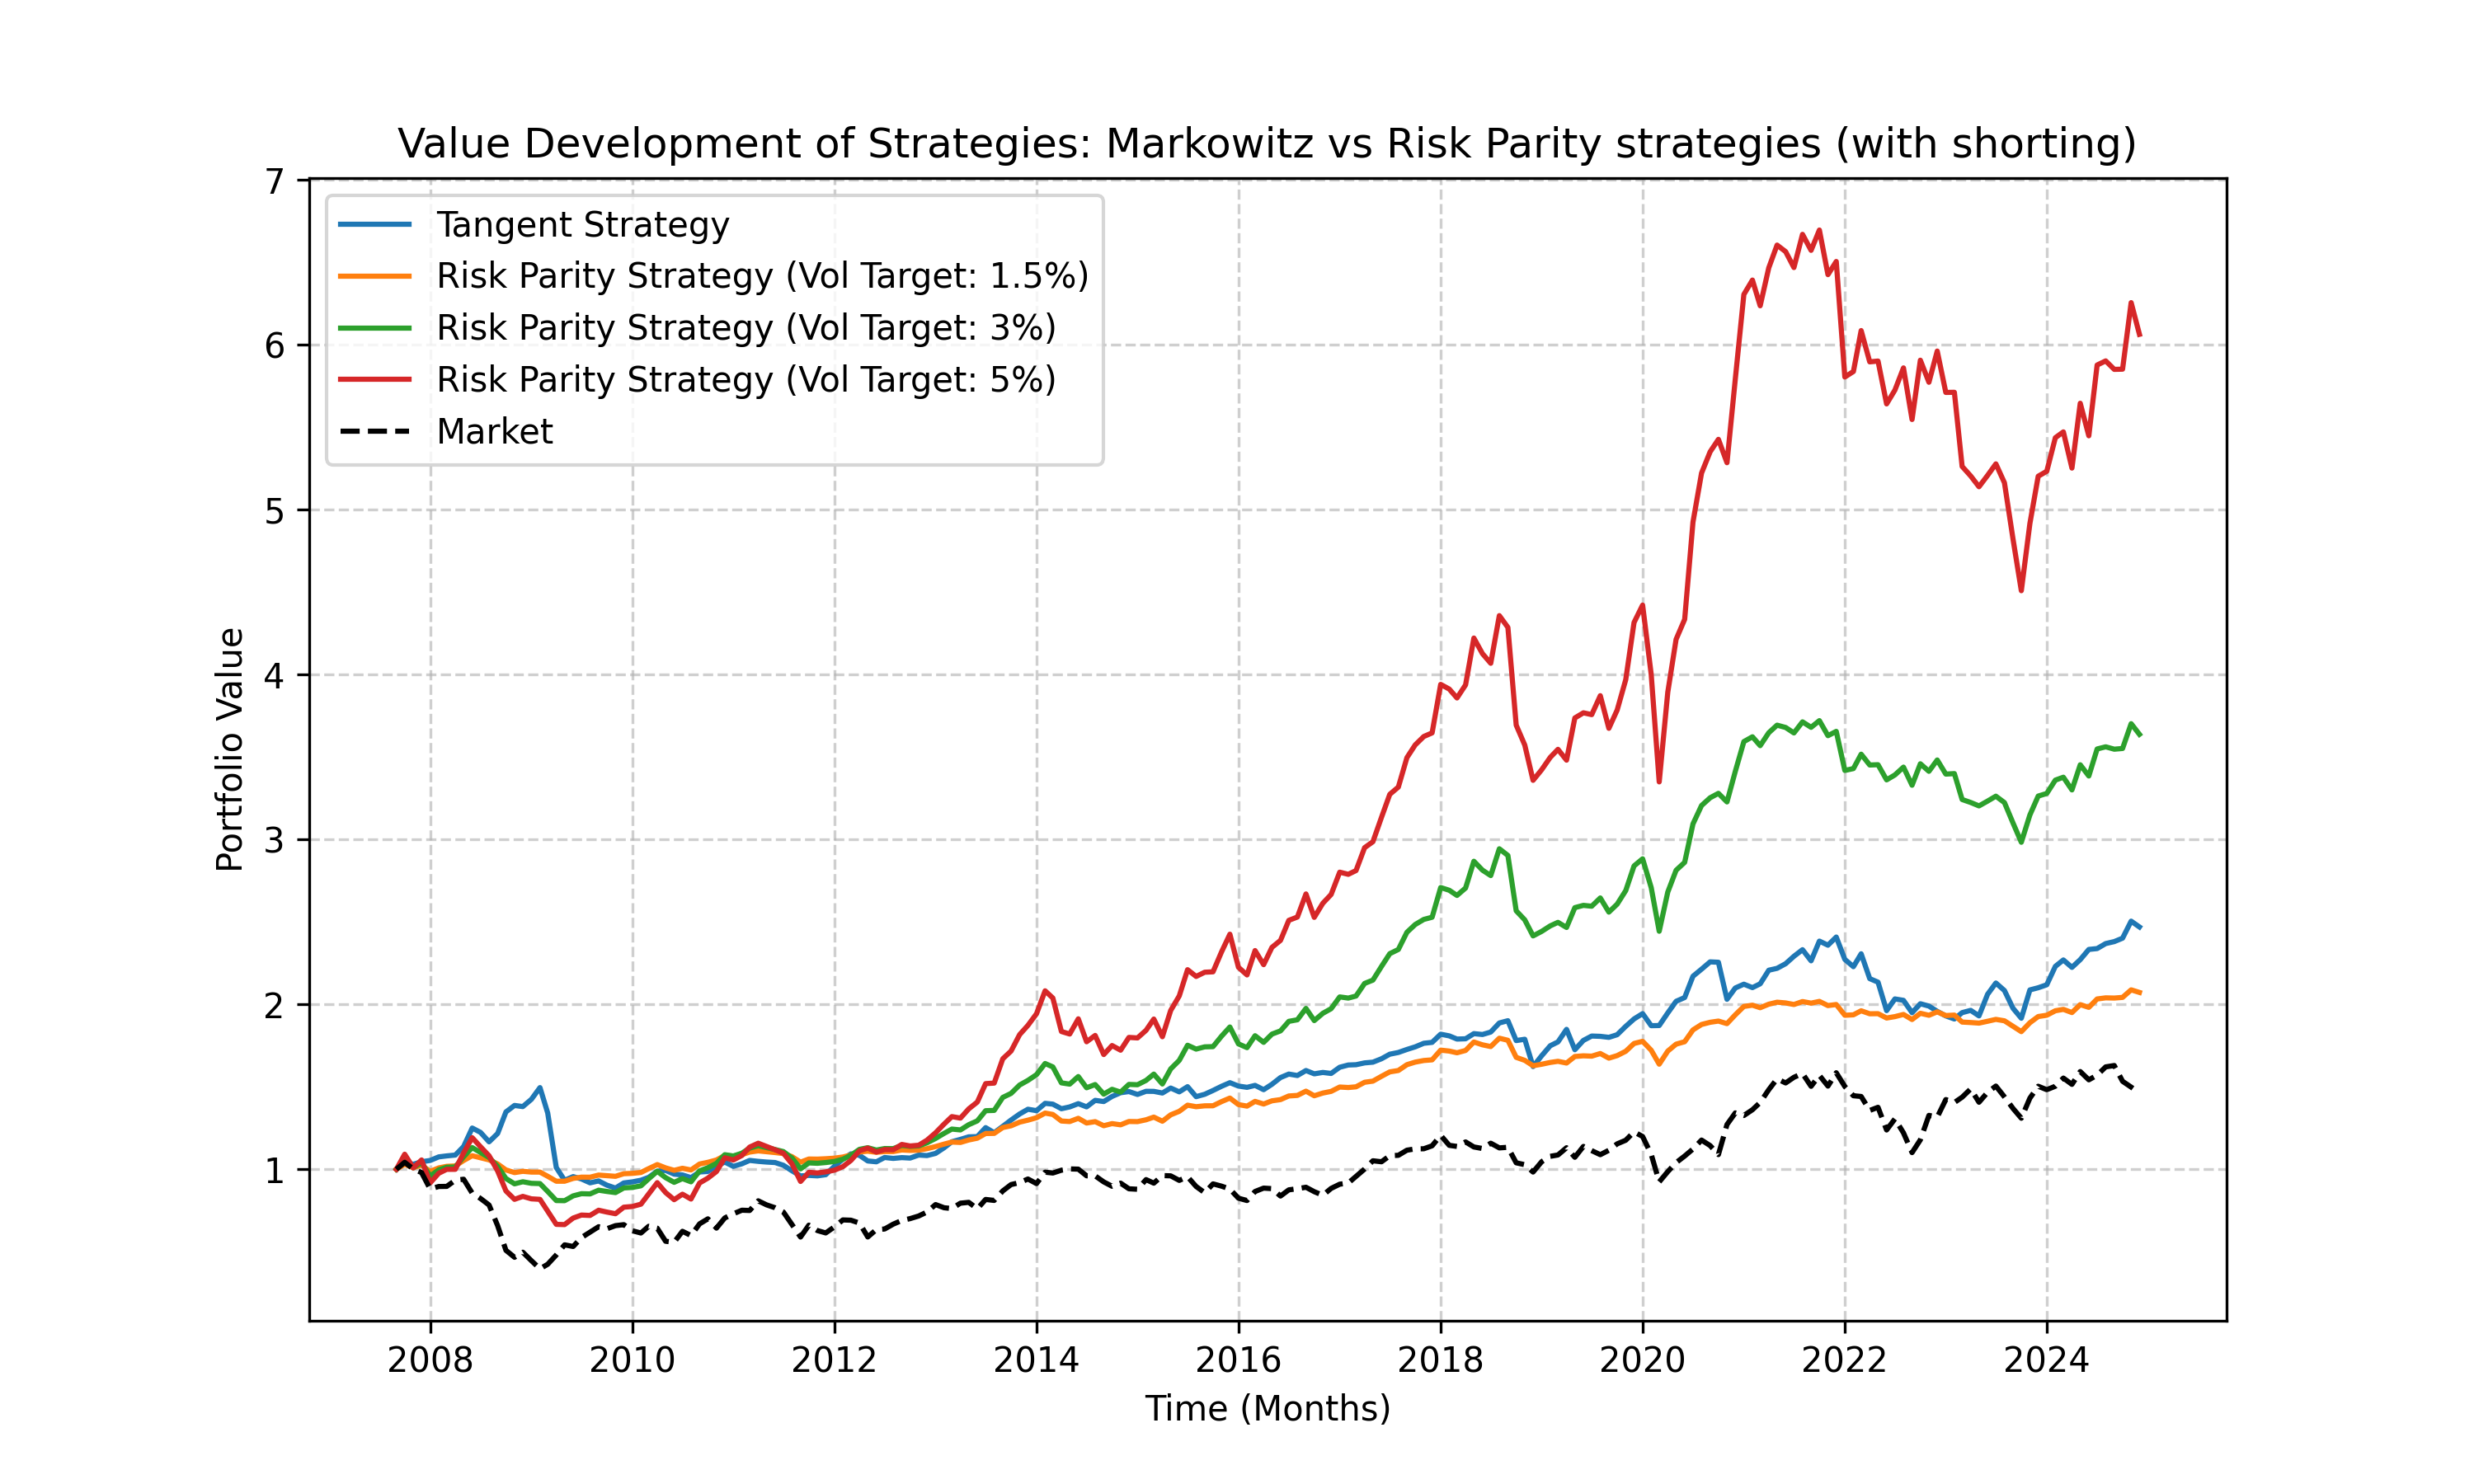 Value Development of Strategies: Markowitz vs Risk Parity strategies (with shorting)
Tangent Strategy
Risk Parity Strategy (Vol Target: 1.5%)
Risk Parity Strategy (Vol Target: 3%)
Risk Parity Strategy (Vol Target: 5%)
Market
Portfolio Value
7
6
5
4
3
2
1
2008 2010 2012 2014 2016 2018 2020 2022 2024
Time (Months)